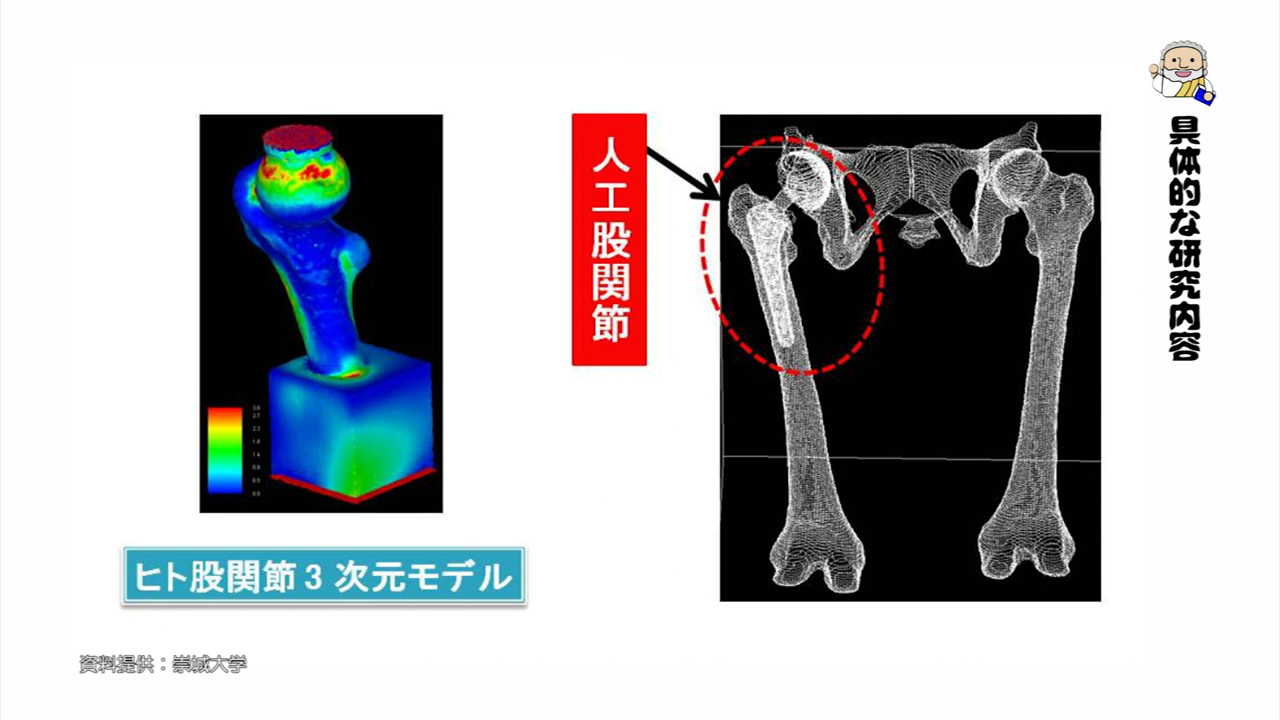 具体的な研究内容
人工股関節
ヒト股関節3次元モデル
資料提供：崇城大学